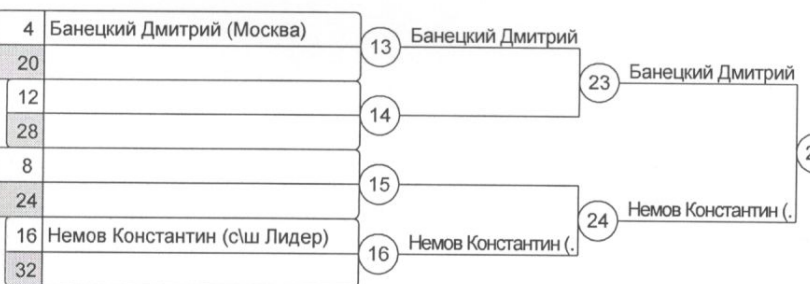 4 Банецкий Дмитрий (Москва)
20
12
28
8
24
16 Немов Константин (с\ш Лидер)
32
13
14
15
16
Банецкий Дмитрий
Немов Константин (.
23
24
Банецкий Дмитрий
Немов Константин (.